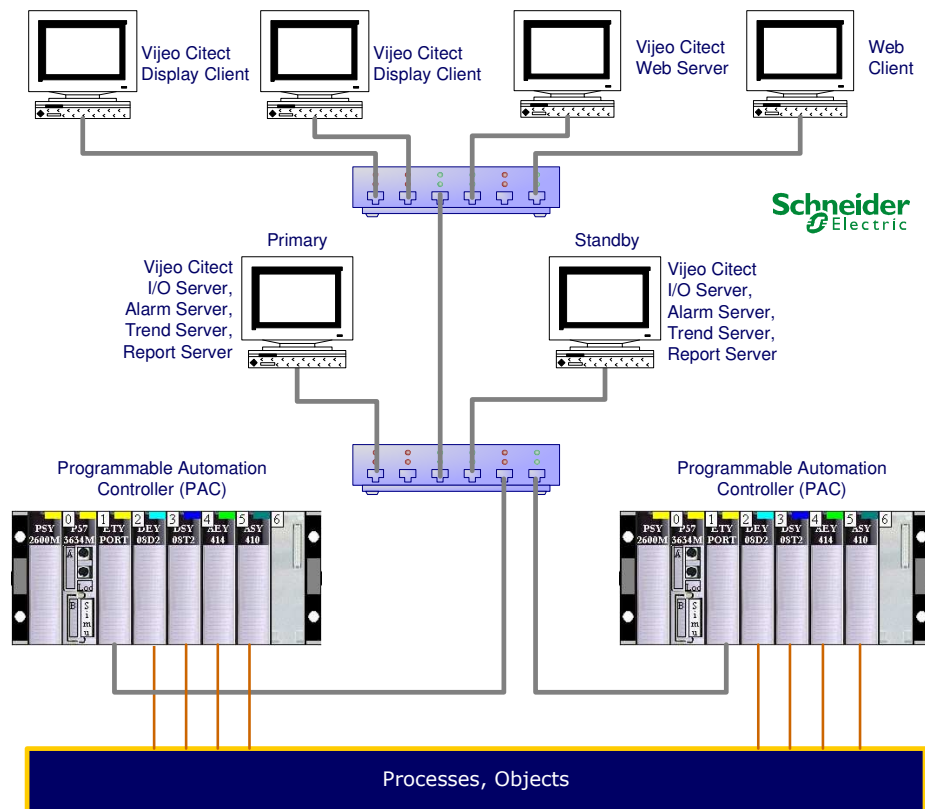 Vijeo Citect
Display Client
Vijeo Citect
Display Client
Vijeo Citect
Web Server
Web
Client
Schneider
Electric
Primary
Standby
Vijeo Citect
I/O Server,
Alarm Server,
Trend Server,
Report Server
Vijeo Citect
I/O Server,
Alarm Server,
Trend Server,
Report Server
Programmable Automation
Controller (PAC)
Programmable Automation
Controller (PAC)
0 1 2 3 4 5 6
PSY P57 ETY DEY DSY AEY ASY
2600M 3634M PORT 08D2 08T2 414 410
A
Loc
B
Simu
0 1 2 3 4 5 6
PSY P57 ETY DEY DSY AEY ASY
2600M 3634M PORT 08D2 08T2 414 410
A
Loc
B
Simu
Processes, Objects